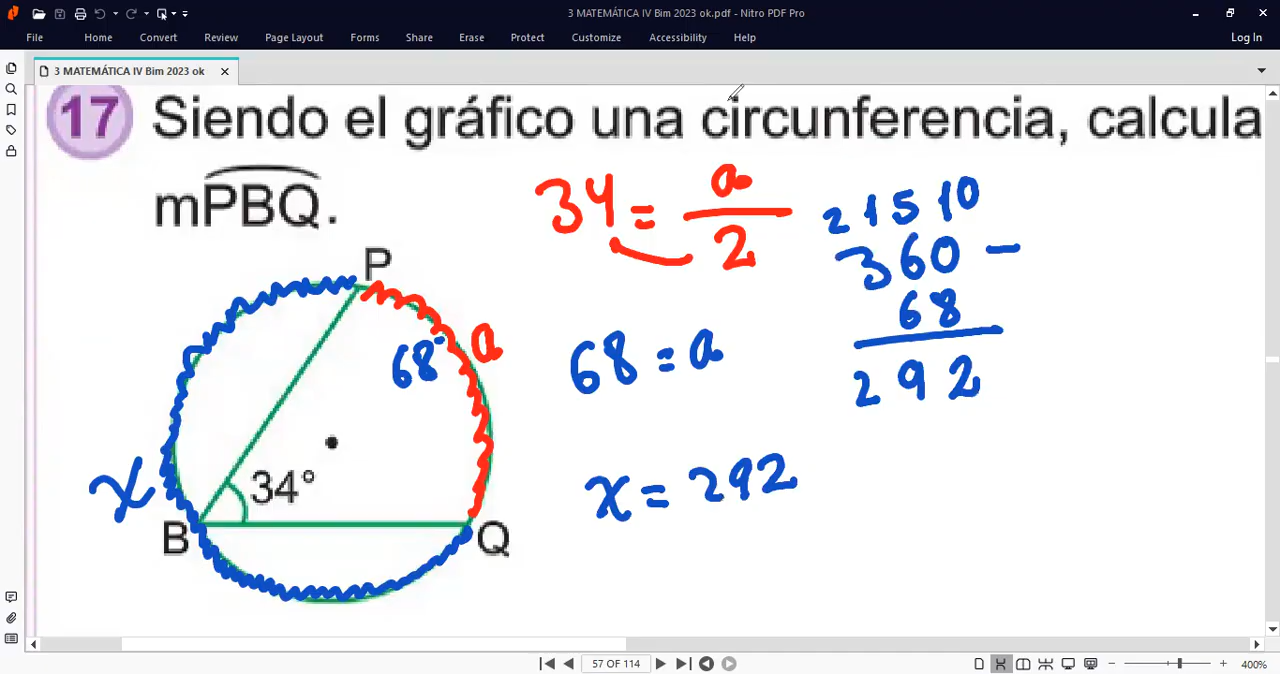 3 MATEMÁTICA IV Bim 2023 ok.pdf - Nitro PDF Pro
File Home Convert Review Page Layout Forms Share Erase Protect Customize Accessibility Help Log In
3 MATEMÁTICA IV Bim 2023 ok
17 Siendo el gráfico una circunferencia, calcula
mPBQ.
34 = a/2
2 1 5 10
360 -
68
292
P
68° a
68 = a
34°
x
x = 292
B Q
57 OF 114
400%